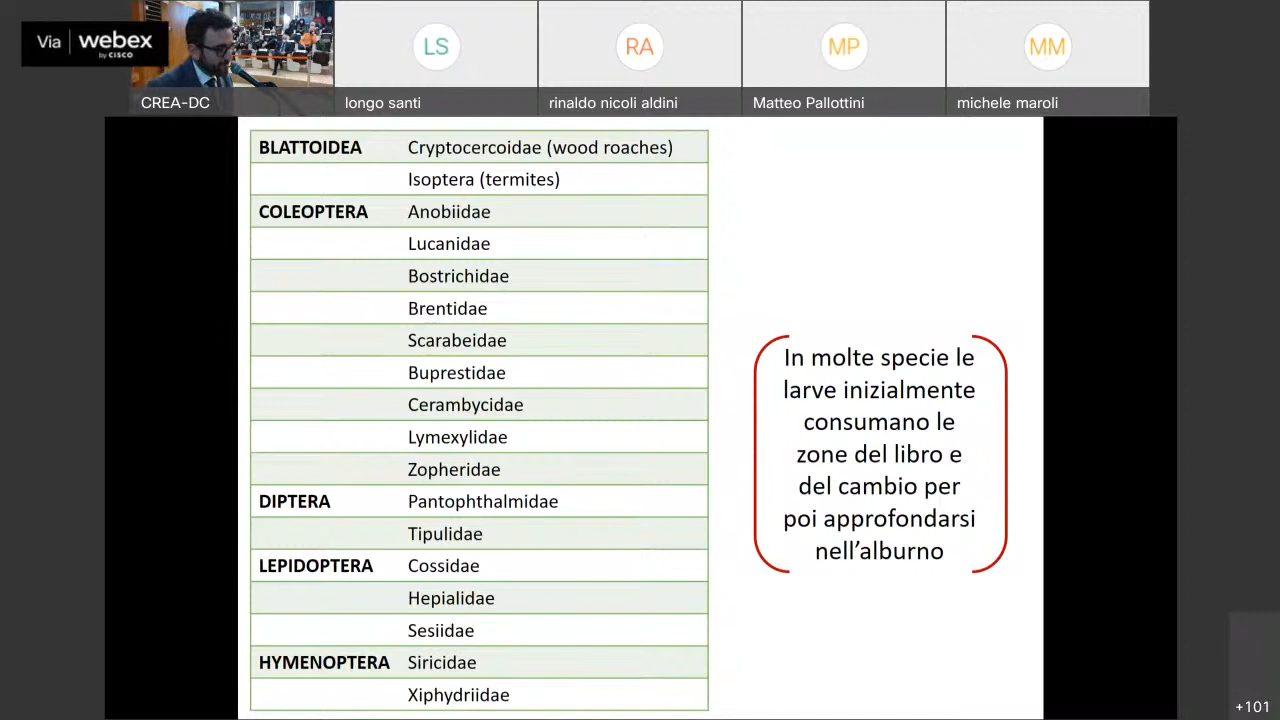 Via webex
by CISCO
LS
RA
MP
MM
CREA-DC
longo santi
rinaldo nicoli aldini
Matteo Pallottini
michele maroli
BLATTOIDEA Cryptocercoidae (wood roaches)
Isoptera (termites)
COLEOPTERA Anobiidae
Lucanidae
Bostrichidae
Brentidae
Scarabeidae
Buprestidae
Cerambycidae
Lymexylidae
Zopheridae
DIPTERA Pantophthalmidae
Tipulidae
LEPIDOPTERA Cossidae
Hepialidae
Sesiidae
HYMENOPTERA Siricidae
Xiphydriidae
In molte specie le
larve inizialmente
consumano le
zone del libro e
del cambio per
poi approfondarsi
nell’alburno
+101